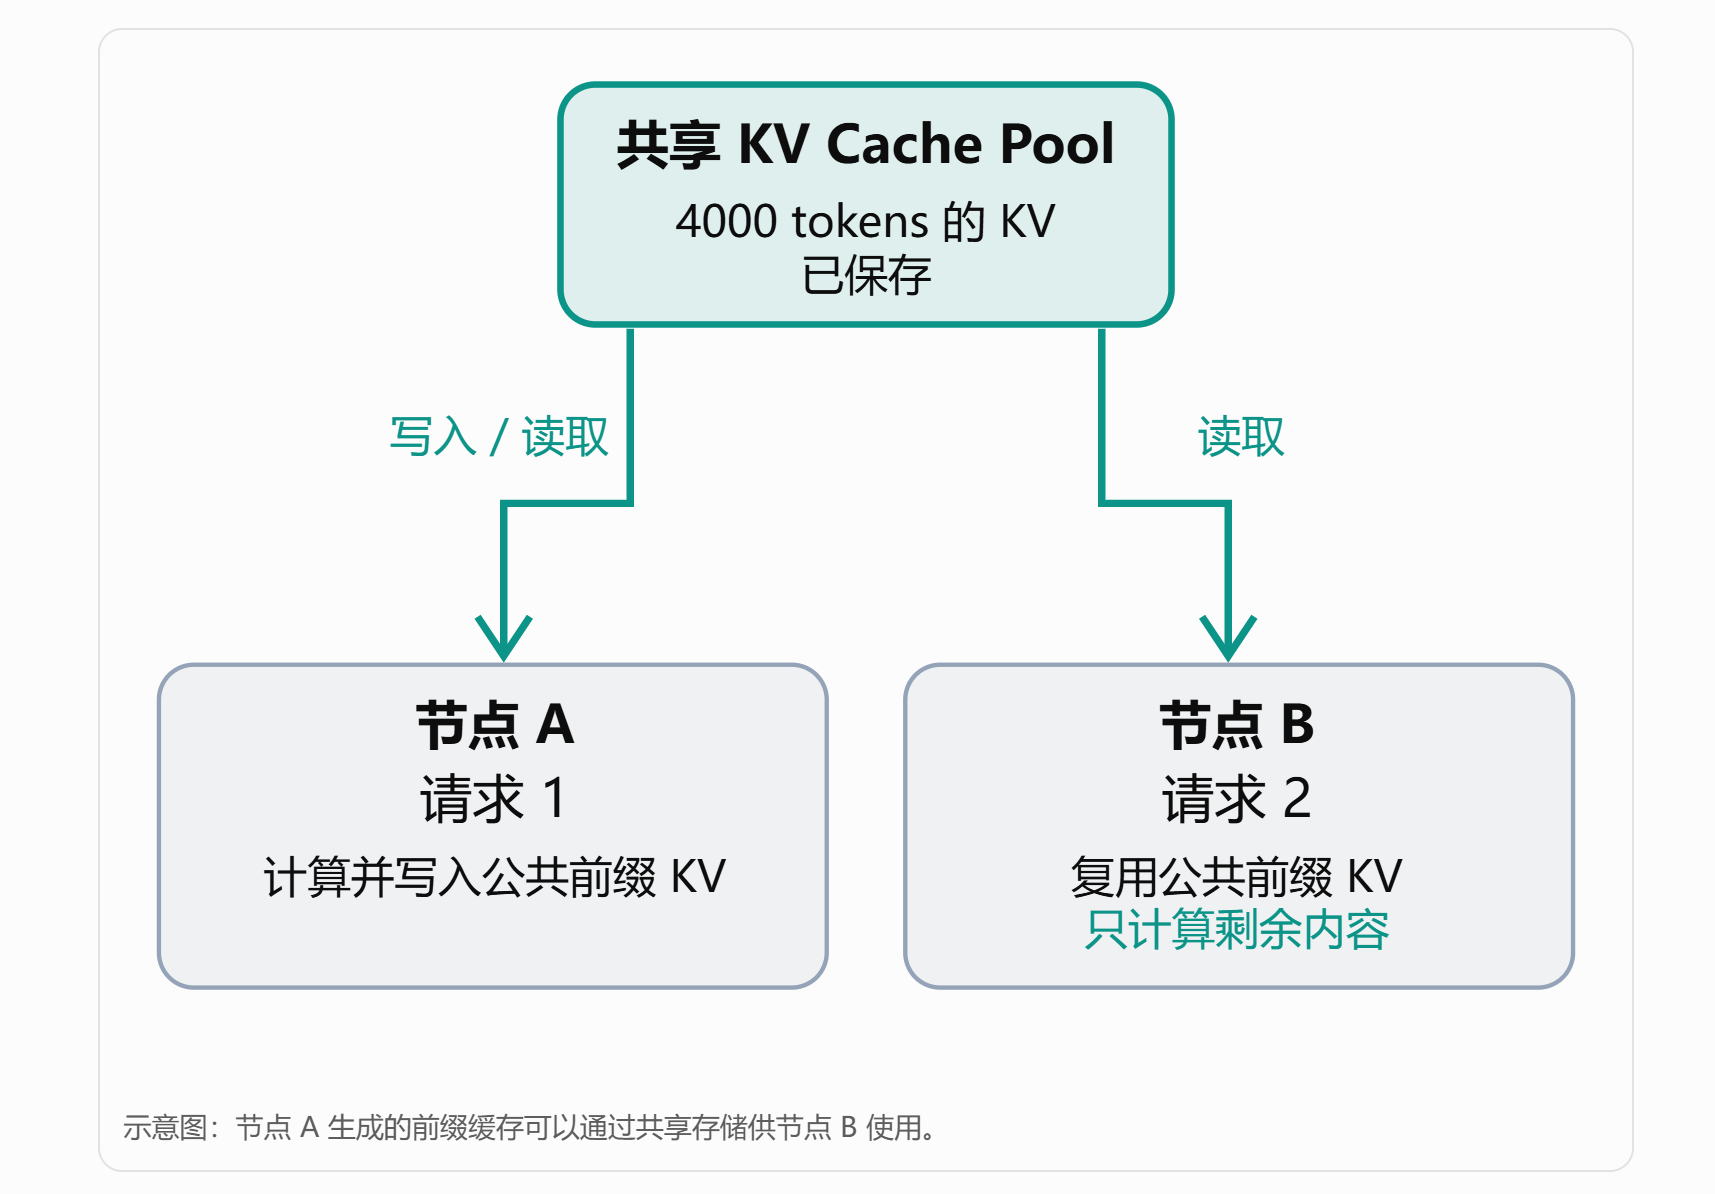 共享 KV Cache Pool
4000 tokens 的 KV
已保存
写入 / 读取
读取
节点 A
请求 1
计算并写入公共前缀 KV
节点 B
请求 2
复用公共前缀 KV
只计算剩余内容
示意图：节点 A 生成的前缀缓存可以通过共享存储供节点 B 使用。